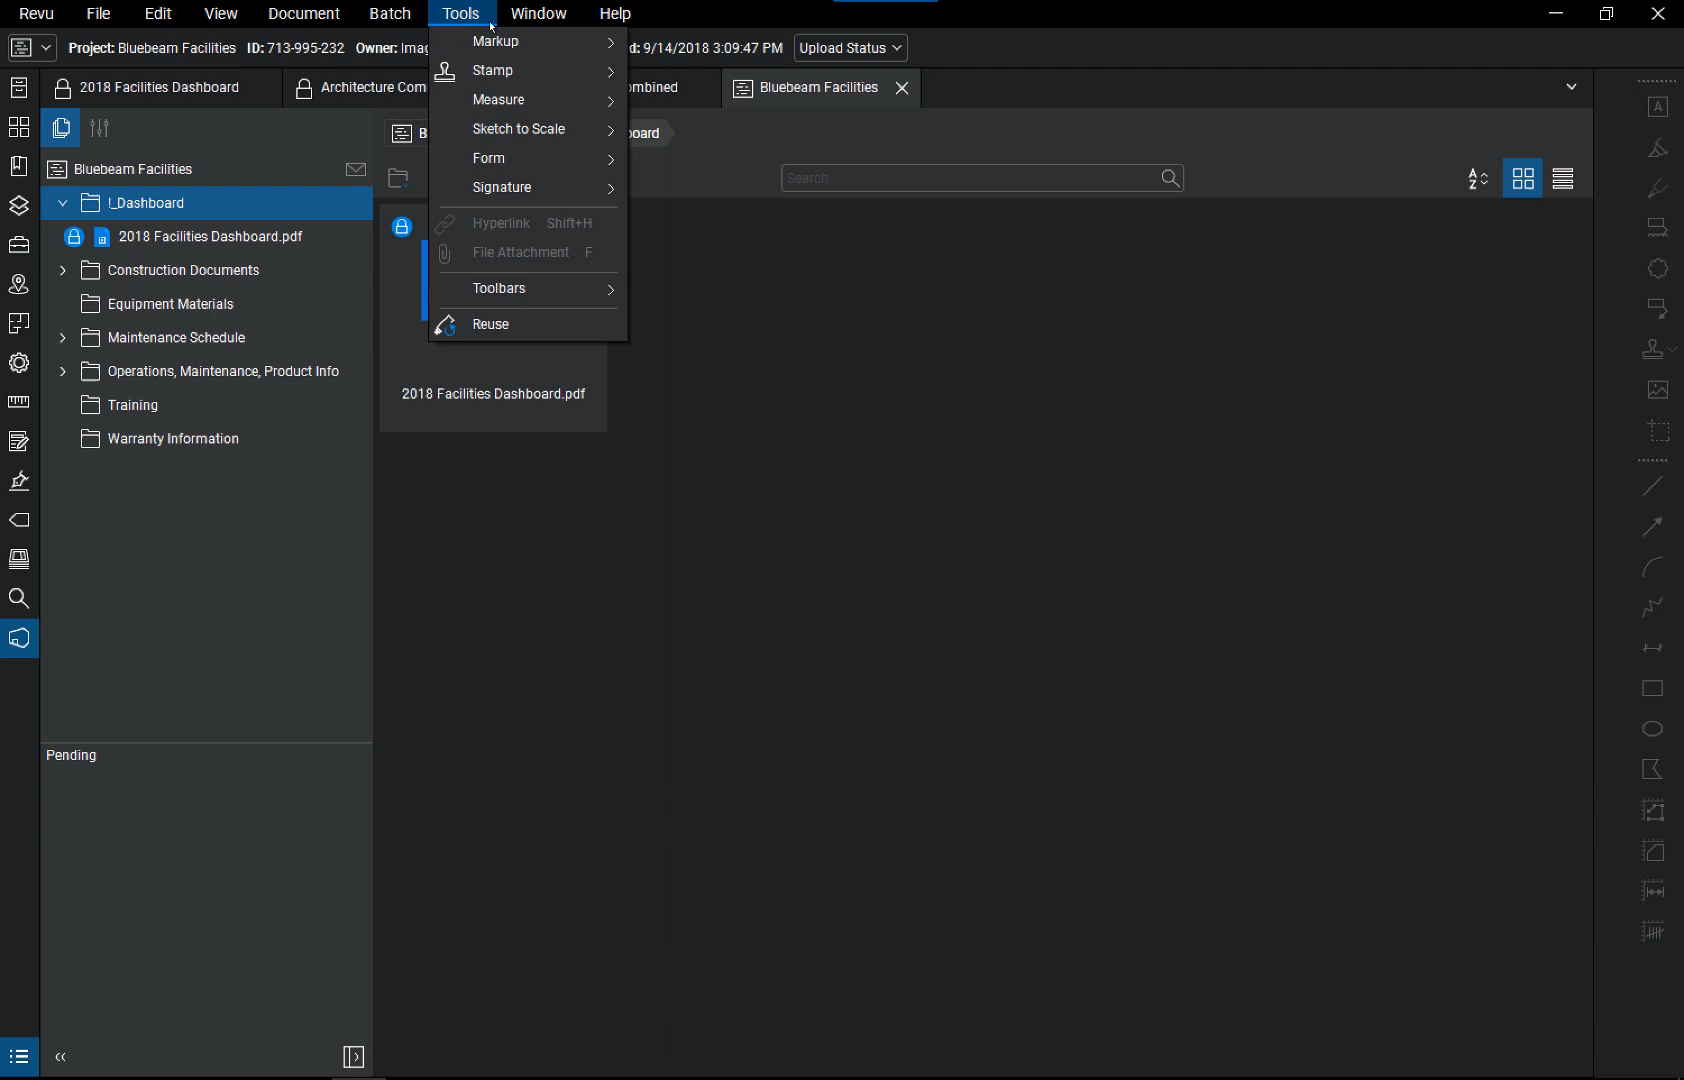 Revu File Edit View Document Batch Tools Window Help
Project: Bluebeam Facilities ID: 713-995-232 Owner: Imag d: 9/14/2018 3:09:47 PM Upload Status
2018 Facilities Dashboard Architecture Com ombined Bluebeam Facilities
B oard
Search
A
Z
Bluebeam Facilities
!_Dashboard
2018 Facilities Dashboard.pdf
Construction Documents
Equipment Materials
Maintenance Schedule
Operations, Maintenance, Product Info
Training
Warranty Information
Pending
Markup
Stamp
Measure
Sketch to Scale
Form
Signature
Hyperlink Shift+H
File Attachment F
Toolbars
Reuse
2018 Facilities Dashboard.pdf
A